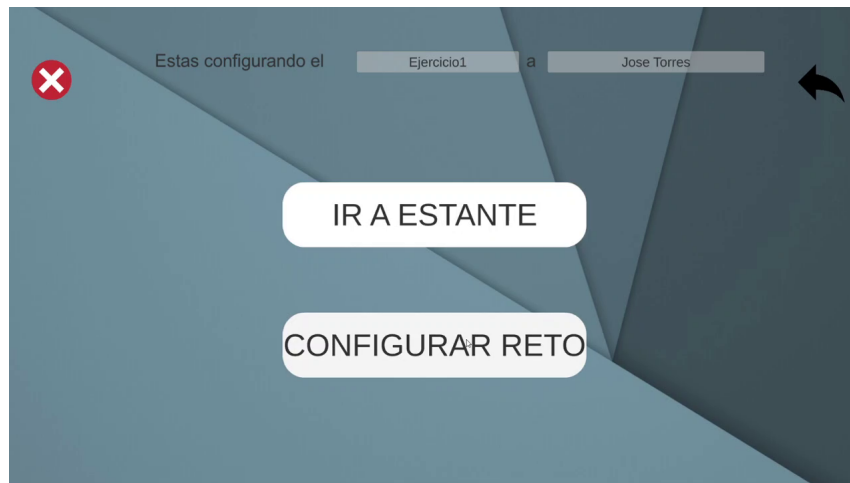 Estas configurando el Ejercicio1 a Jose Torres
IR A ESTANTE
CONFIGURAR RETO